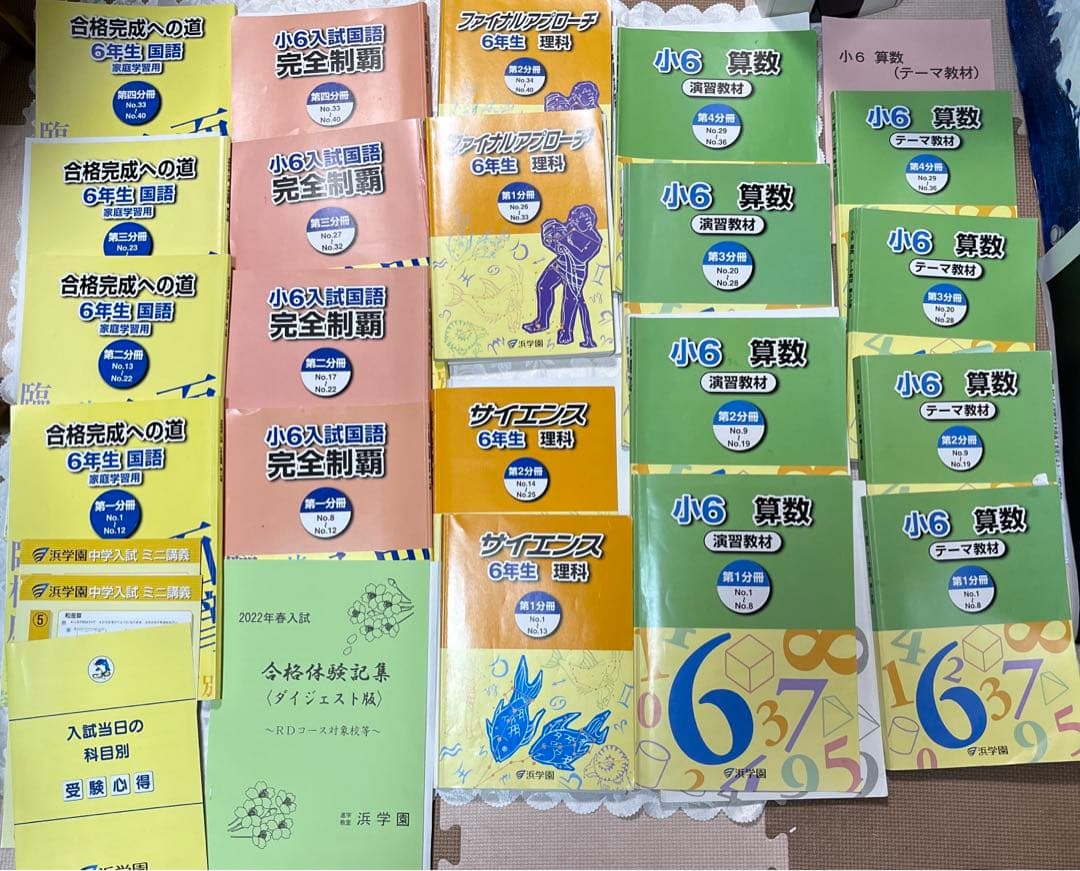 合格完成への道
6年生 国語
家庭学習用
第四分冊
No.33
~
No.40
合格完成への道
6年生 国語
家庭学習用
第三分冊
No.23
合格完成への道
6年生 国語
家庭学習用
第二分冊
No.13
~
No.22
合格完成への道
6年生 国語
家庭学習用
第一分冊
No.1
~
No.12
浜学園 中学入試 ミニ講義
浜学園 中学入試 ミニ講義
⑤
和差算
入試当日の
科目別
受験心得
浜学園
小6入試国語
完全制覇
第四分冊
No.33
~
No.40
小6入試国語
完全制覇
第三分冊
No.27
~
No.32
小6入試国語
完全制覇
第二分冊
No.17
~
No.22
小6入試国語
完全制覇
第一分冊
No.8
~
No.12
2022年春入試
合格体験記集
〈ダイジェスト版〉
~RDコース対象校等~
進学教室 浜学園
ファイナルアプローチ
6年生 理科
第2分冊
No.34
~
No.40
ファイナルアプローチ
6年生 理科
第1分冊
No.26
~
No.33
浜学園
サイエンス
6年生 理科
第2分冊
No.14
~
No.25
サイエンス
6年生 理科
第1分冊
No.1
~
No.13
浜学園
小6 算数
演習教材
第4分冊
No.29
~
No.36
小6 算数
演習教材
第3分冊
No.20
~
No.28
小6 算数
演習教材
第2分冊
No.9
~
No.19
小6 算数
演習教材
第1分冊
No.1
~
No.8
浜学園
小6 算数
(テーマ教材)
小6 算数
テーマ教材
第4分冊
No.29
~
No.36
小6 算数
テーマ教材
第3分冊
No.20
~
No.28
小6 算数
テーマ教材
第2分冊
No.9
~
No.19
小6 算数
テーマ教材
第1分冊
No.1
~
No.8
浜学園